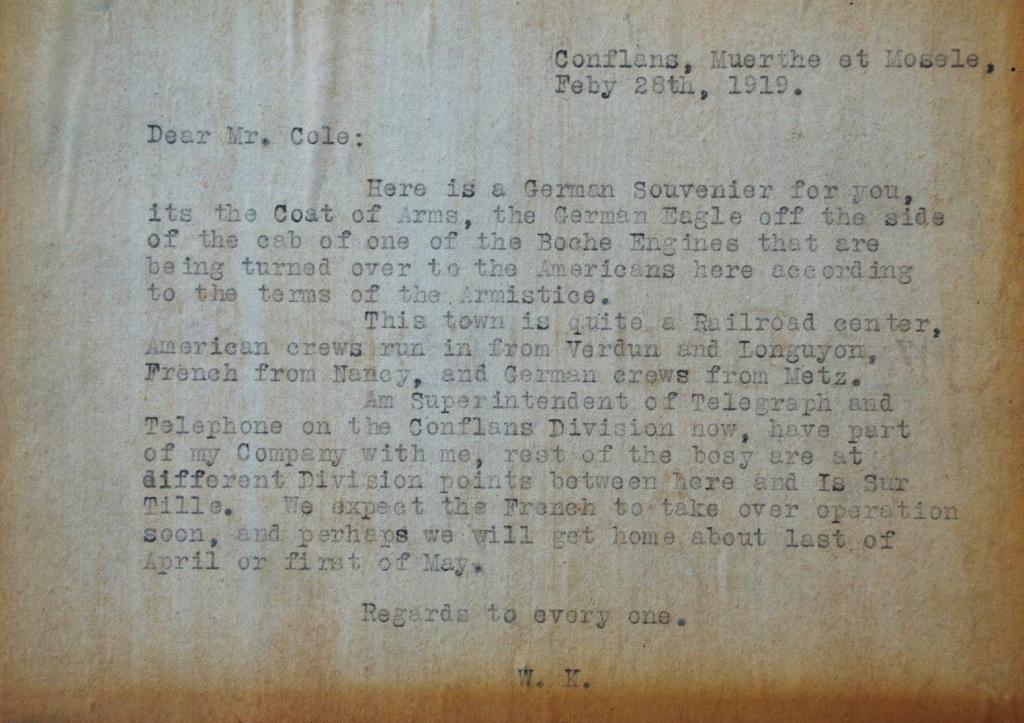 Conflans, Muerthe et Mosele,
Feby 28th, 1919.
Dear Mr. Cole:
Here is a German Souvenier for you,
its the Coat of Arms, the German Eagle off the side
of the cab of one of the Boche Engines that are
being turned over to the Americans here according
to the terms of the Armistice.
This town is quite a Railroad center,
American crews run in from Verdun and Longuyon,
French from Nancy, and German crews from Metz.
Am Superintendent of Telegraph and
Telephone on the Conflans Division now, have part
of my Company with me, rest of the bosy are at
different Division points between here and Is Sur
Tille. We expect the French to take over operation
soon, and perhaps we will get home about last of
April or first of May.
Regards to every one.
W. K.